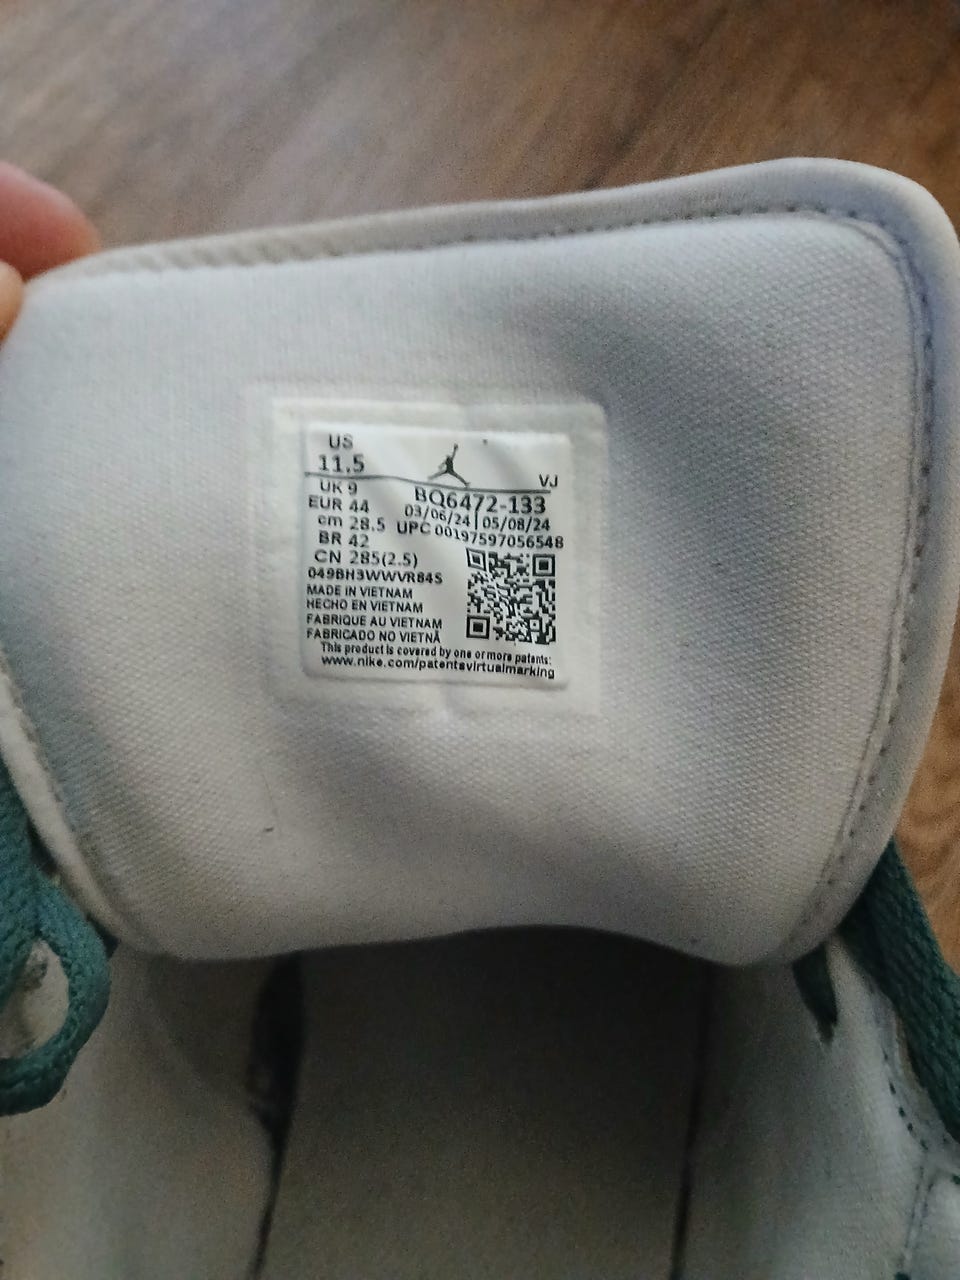 US
11.5
VJ
UK 9
BQ6472-133
EUR 44
03/06/24 | 05/08/24
cm 28.5
UPC 00197597056548
BR 42
CN 285(2.5)
049BH3WWVR84S
MADE IN VIETNAM
HECHO EN VIETNAM
FABRIQUE AU VIETNAM
FABRICADO NO VIETNÃ
This product is covered by one or more patents:
www.nike.com/patentsvirtualmarking